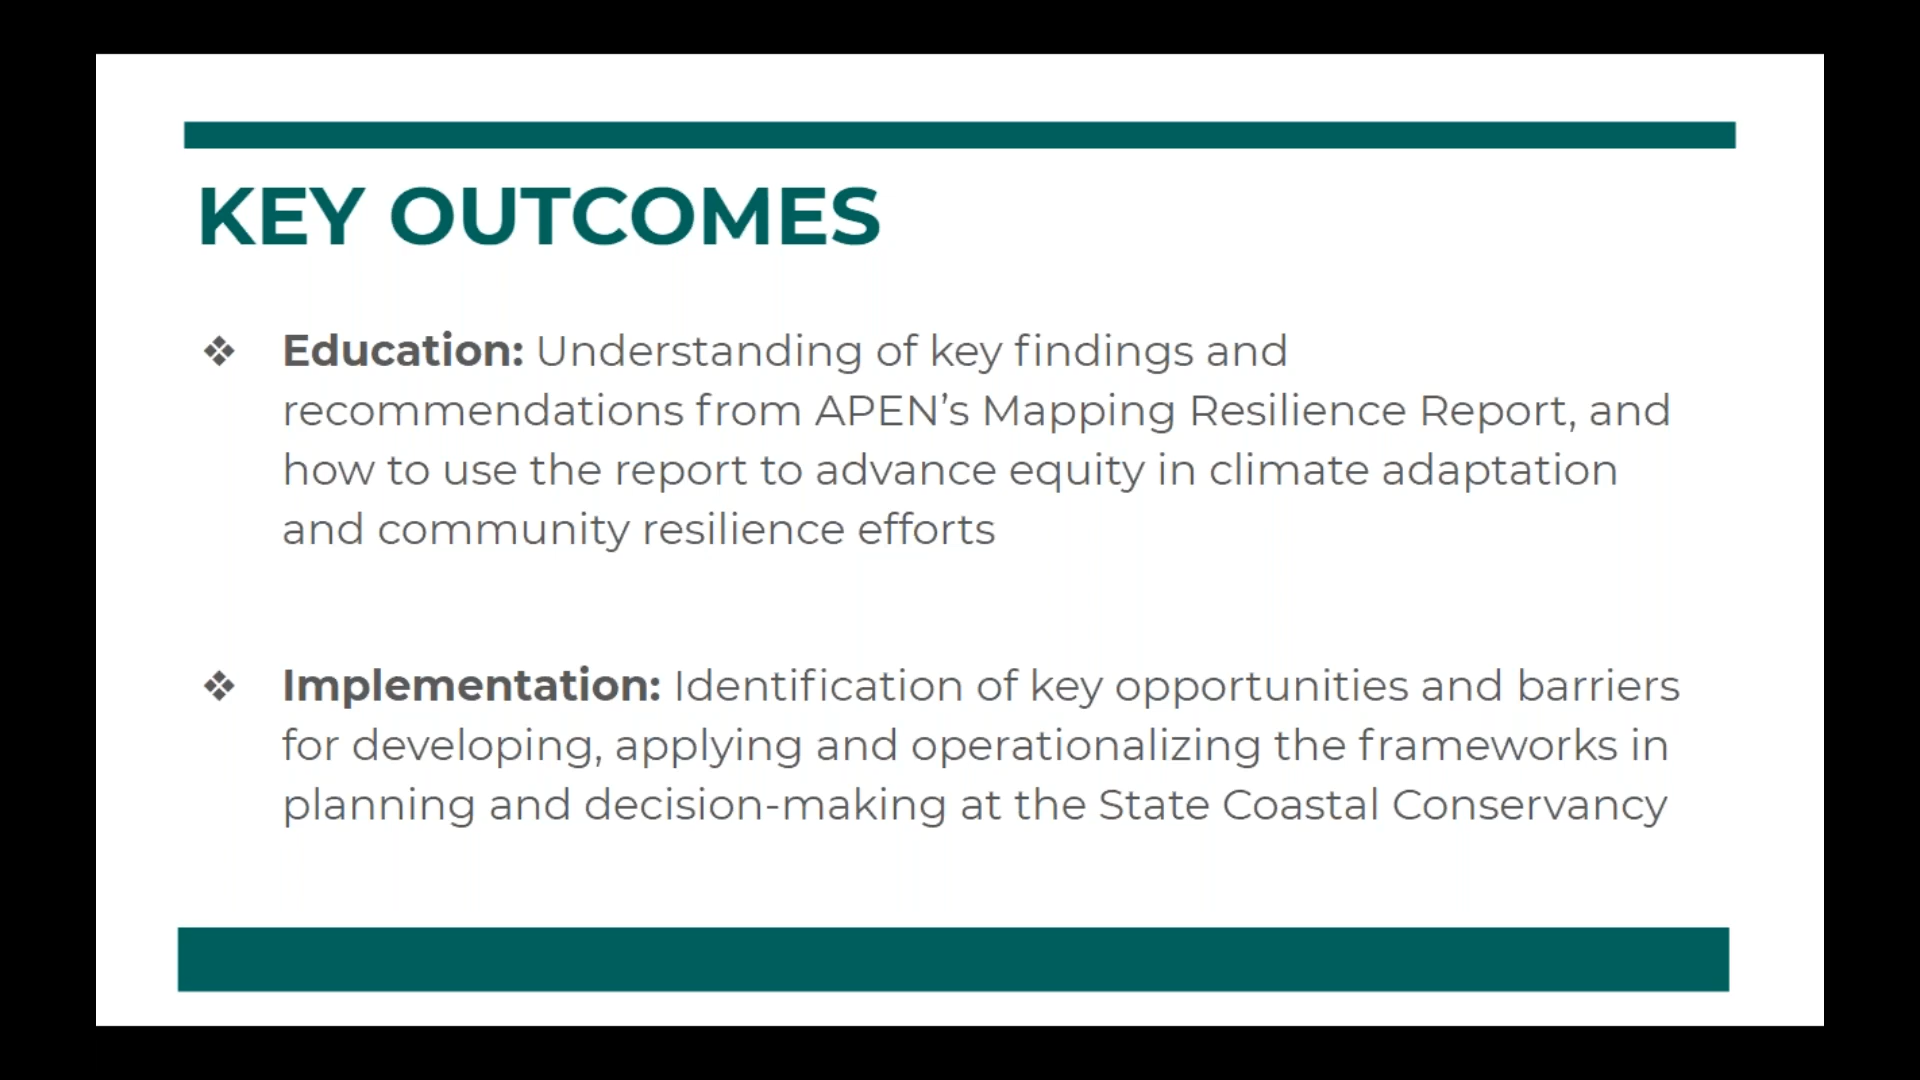 KEY OUTCOMES
❖ Education: Understanding of key findings and
recommendations from APEN’s Mapping Resilience Report, and
how to use the report to advance equity in climate adaptation
and community resilience efforts
❖ Implementation: Identification of key opportunities and barriers
for developing, applying and operationalizing the frameworks in
planning and decision-making at the State Coastal Conservancy